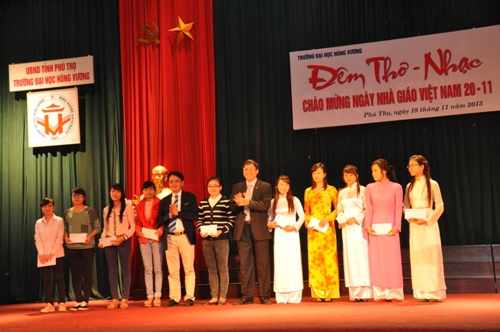 UBND TỈNH PHÚ THỌ
TRƯỜNG ĐẠI HỌC HÙNG VƯƠNG
TRƯỜNG ĐẠI HỌC HÙNG VƯƠNG
Đêm Thơ - Nhạc
CHÀO MỪNG NGÀY NHÀ GIÁO VIỆT NAM 20-11
Phú Thọ, ngày 18 tháng 11 năm 2013